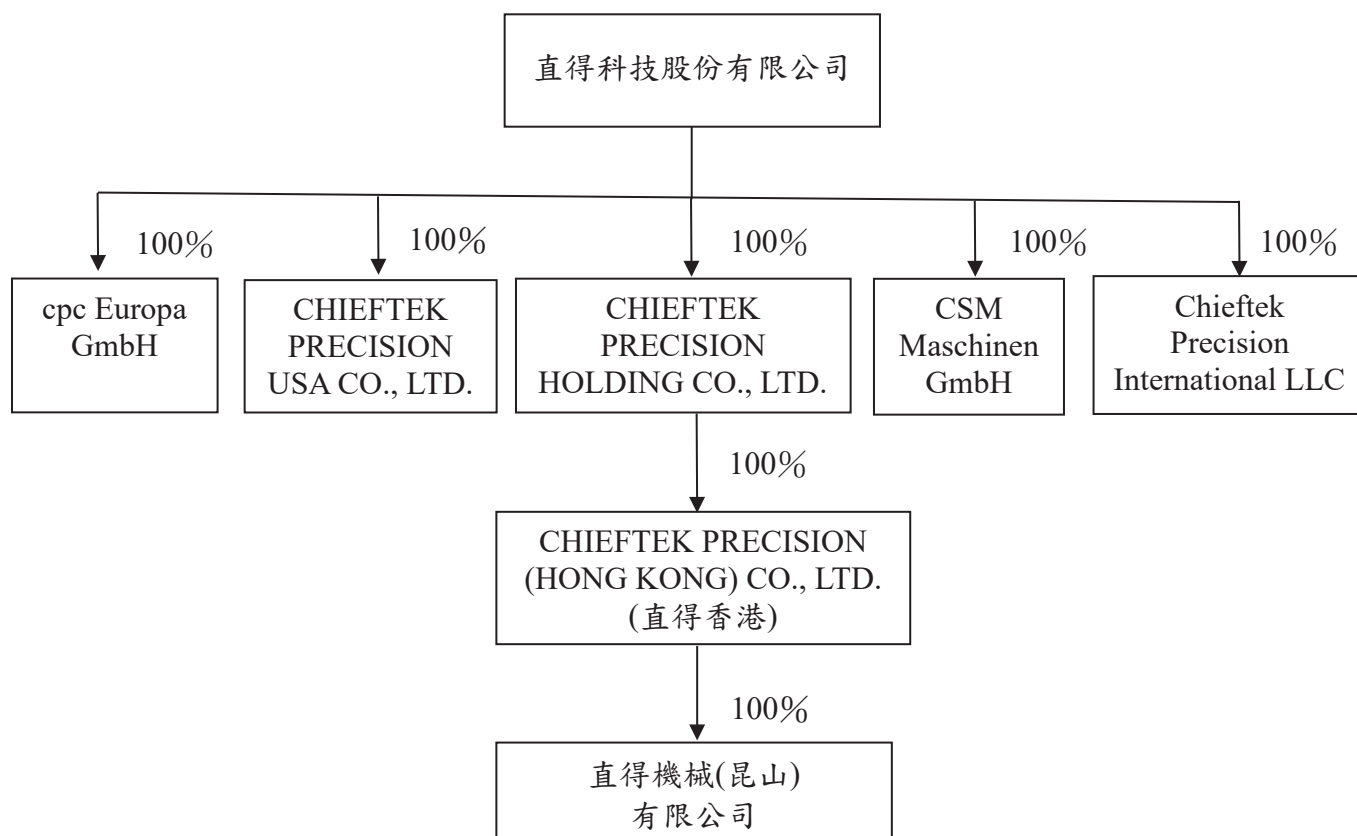 直得科技股份有限公司
100%
100%
100%
100%
100%
cpc Europa
GmbH
CHIEFTEK
PRECISION
USA CO., LTD.
CHIEFTEK
PRECISION
HOLDING CO., LTD.
CSM
Maschinen
GmbH
Chieftek
Precision
International LLC
100%
CHIEFTEK PRECISION
(HONG KONG) CO., LTD.
(直得香港)
100%
直得機械(昆山)
有限公司